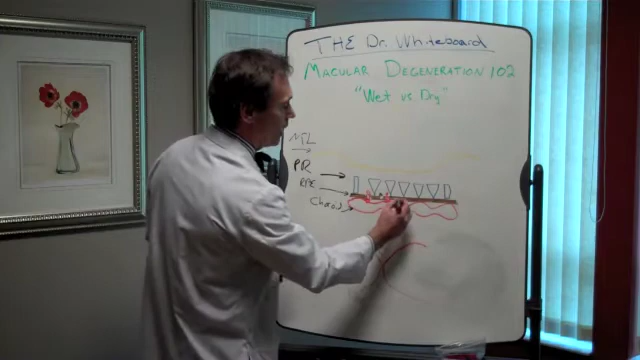 THE Dr. Whiteboard
Macular Degeneration 102
"Wet vs Dry"
NFL
PR
RPE
Choroid